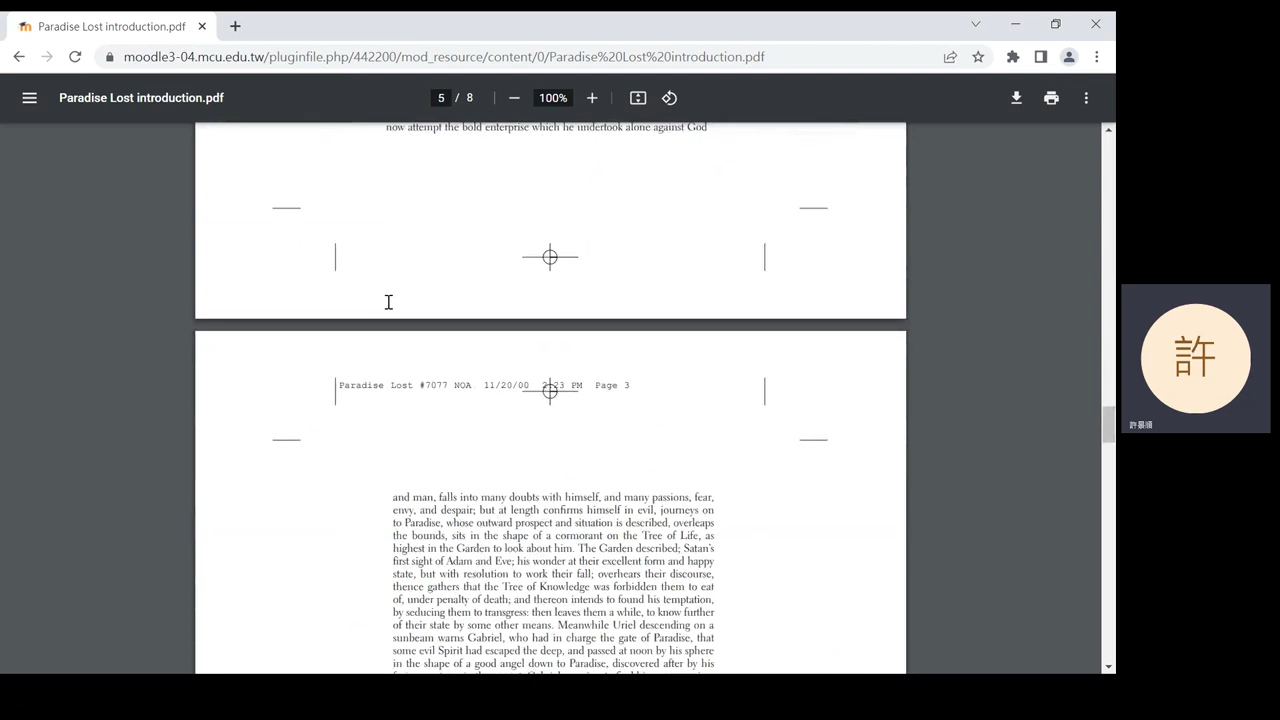 Paradise Lost introduction.pdf
moodle3-04.mcu.edu.tw/pluginfile.php/442200/mod_resource/content/0/Paradise%20Lost%20introduction.pdf
Paradise Lost introduction.pdf 5 / 8 100%
now attempt the bold enterprise which he undertook alone against God
Paradise Lost #7077 NOA 11/20/00 2:23 PM Page 3
and man, falls into many doubts with himself, and many passions, fear,
envy, and despair; but at length confirms himself in evil, journeys on
to Paradise, whose outward prospect and situation is described, overleaps
the bounds, sits in the shape of a cormorant on the Tree of Life, as
highest in the Garden to look about him. The Garden described; Satan's
first sight of Adam and Eve; his wonder at their excellent form and happy
state, but with resolution to work their fall; overhears their discourse,
thence gathers that the Tree of Knowledge was forbidden them to eat
of, under penalty of death; and thereon intends to found his temptation,
by seducing them to transgress: then leaves them a while, to know further
of their state by some other means. Meanwhile Uriel descending on a
sunbeam warns Gabriel, who had in charge the gate of Paradise, that
some evil Spirit had escaped the deep, and passed at noon by his sphere
in the shape of a good angel down to Paradise, discovered after by his
許
許景順